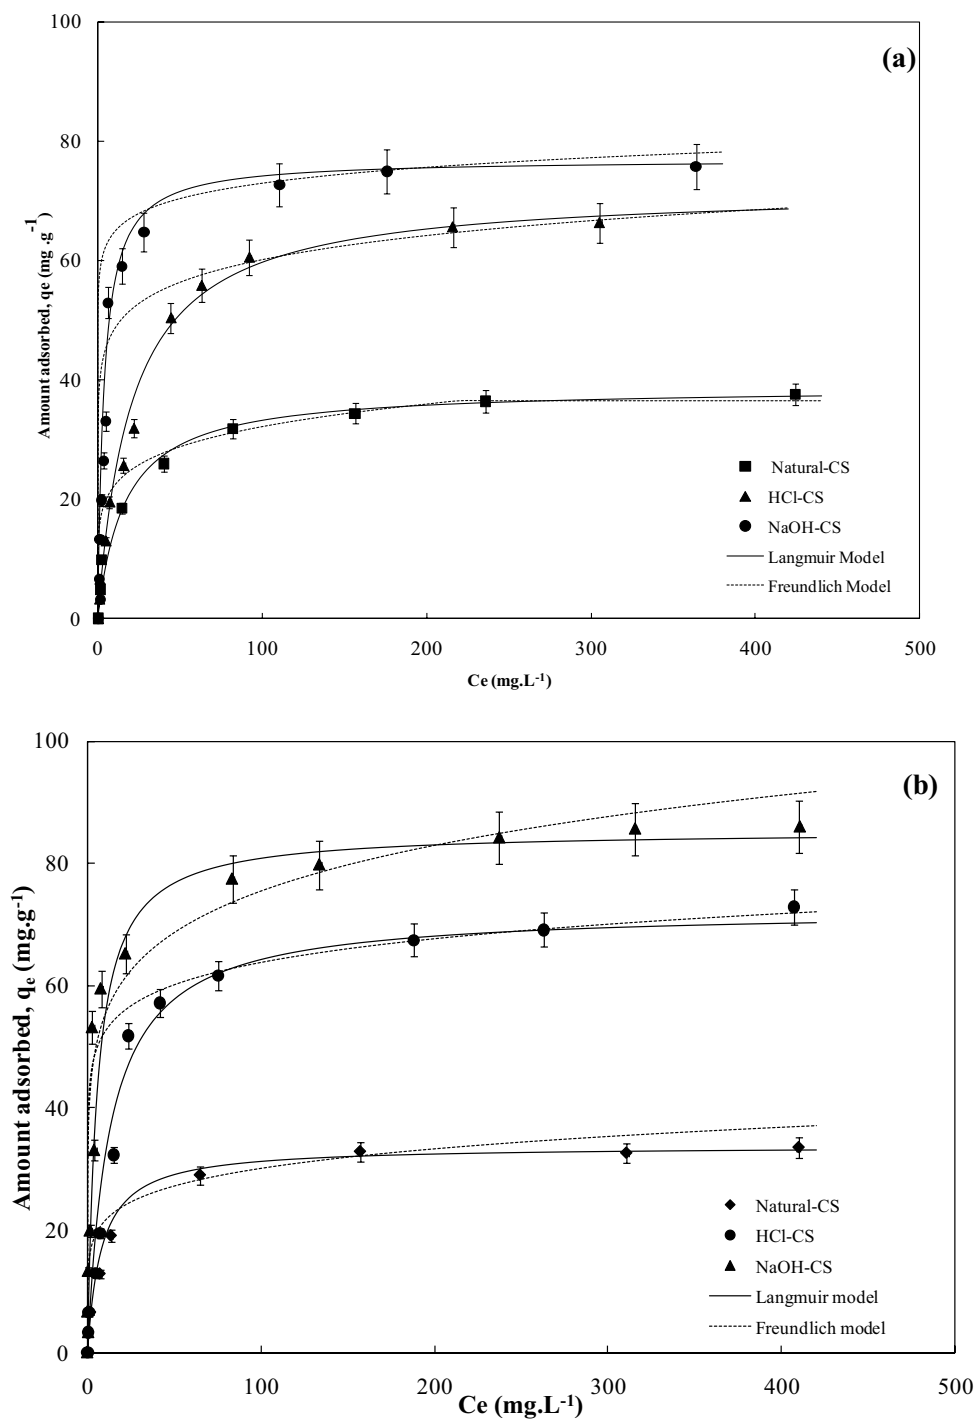 100
(a)
80
60
40
20
0
Amount adsorbed, qe (mg .g-1)
Natural-CS
HCl-CS
NaOH-CS
Langmuir Model
Freundlich Model
0 100 200 300 400 500
Ce (mg.L-1)
100
(b)
80
60
40
20
0
Amount adsorbed, qe (mg.g-1)
Natural-CS
HCl-CS
NaOH-CS
Langmuir model
Freundlich model
0 100 200 300 400 500
Ce (mg.L-1)